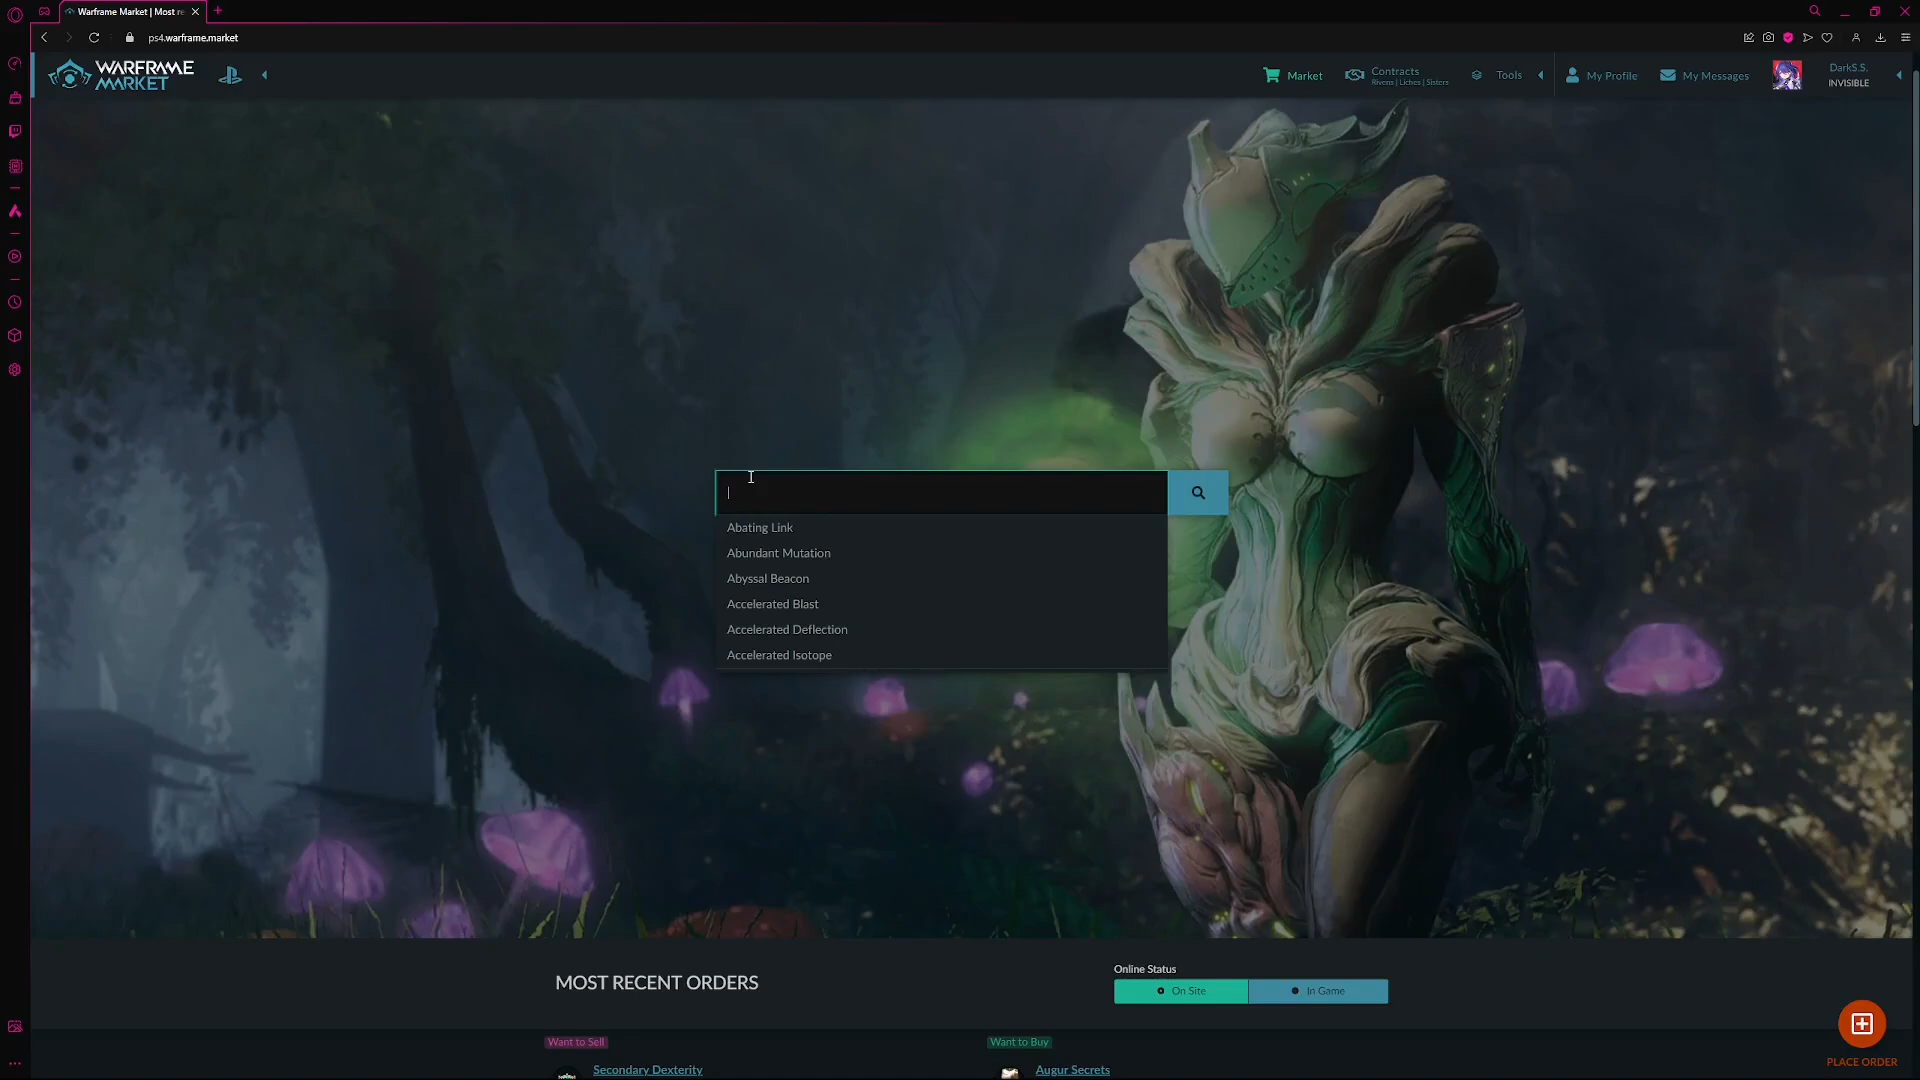 Warframe Market | Most re
ps4.warframe.market
WARFRAME
MARKET
Market
Contracts
Rivens | Liches | Sisters
Tools
My Profile
My Messages
DarkS.S.
INVISIBLE
Abating Link
Abundant Mutation
Abyssal Beacon
Accelerated Blast
Accelerated Deflection
Accelerated Isotope
MOST RECENT ORDERS
Online Status
On Site
In Game
Want to Sell
Want to Buy
Secondary Dexterity
Augur Secrets
PLACE ORDER